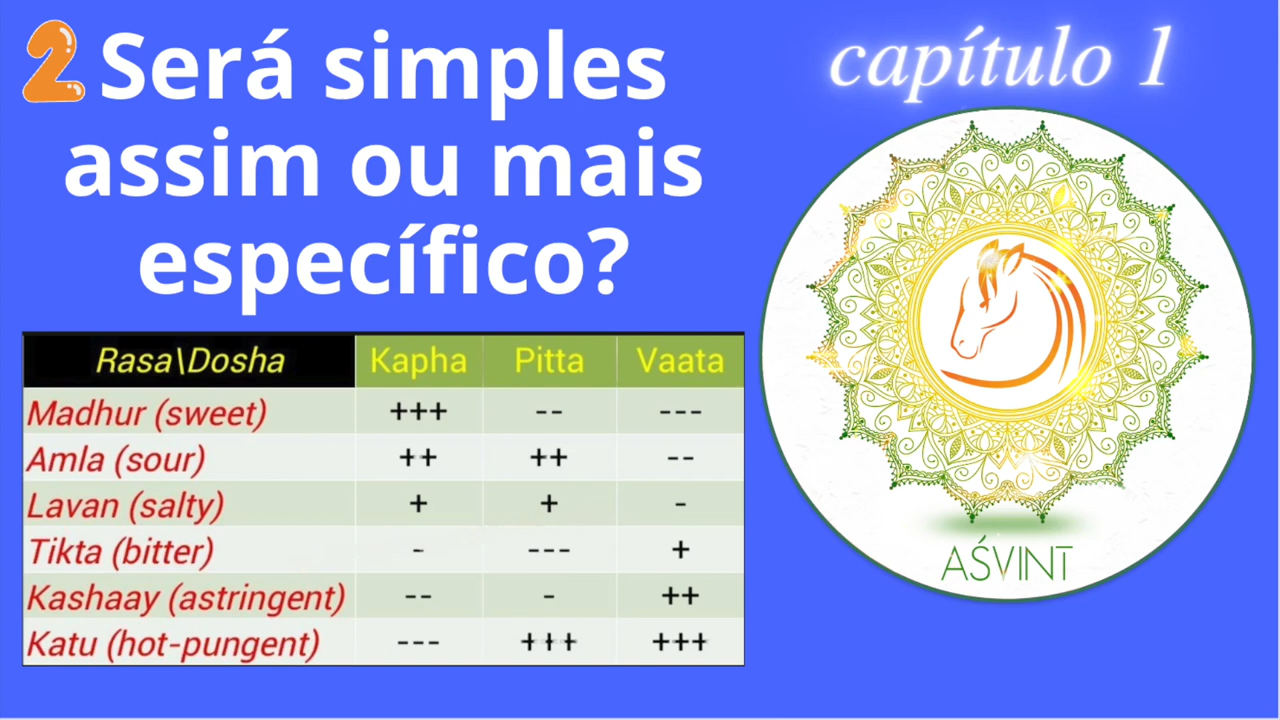 2 Será simples
assim ou mais
específico?
capítulo 1
Rasa\Dosha Kapha Pitta Vaata
Madhur (sweet) +++ -- ---
Amla (sour) ++ ++ --
Lavan (salty) + + -
Tikta (bitter) - --- +
Kashaay (astringent) -- - ++
Katu (hot-pungent) --- +++ +++
AŚVINT